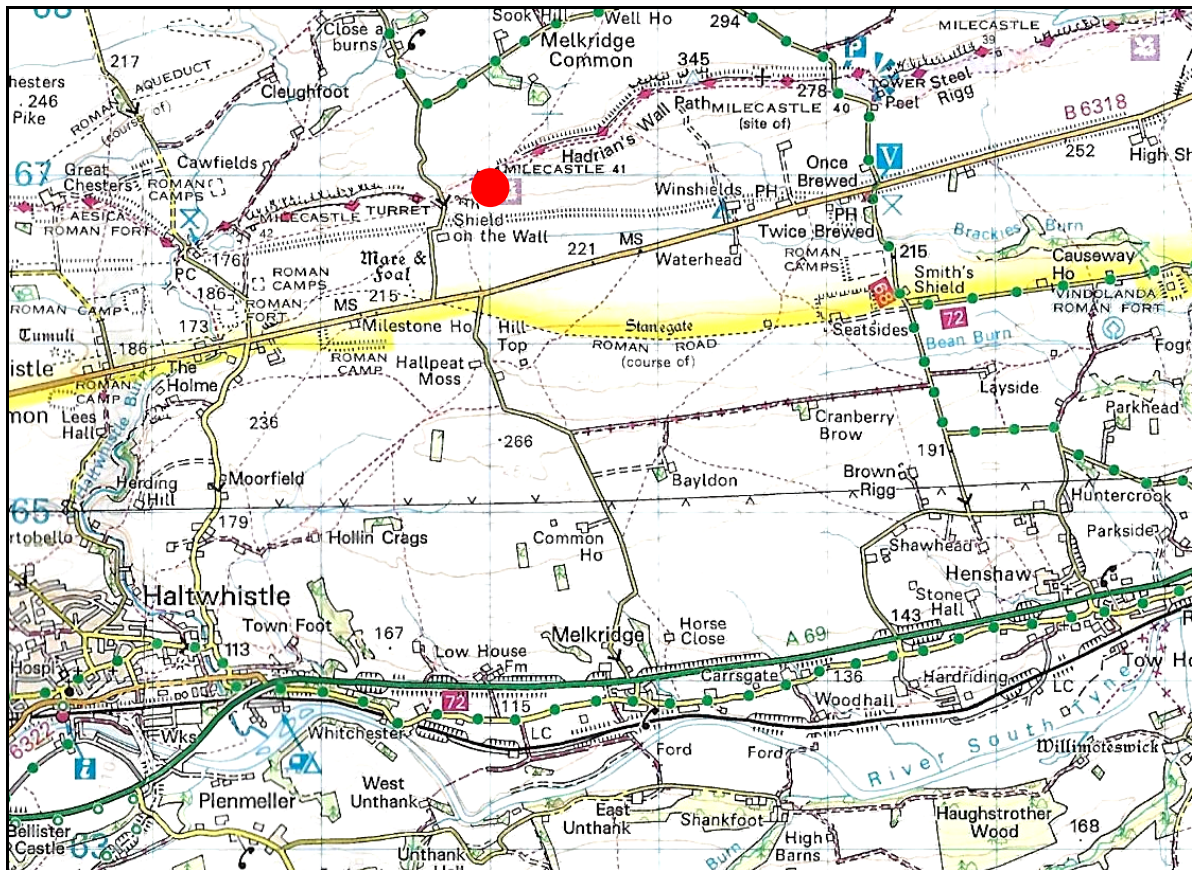 68
Close a
burns
Sook Hill
Well Ho
Melkridge
Common
294
MILECASTLE
39
217
ROMAN AQUEDUCT
(course of)
hesters
246
Pike
Cleughfoot
345
278
P
TOWER
Steel
Rigg
Peel
Path
MILECASTLE 40
(site of)
B 6318
Hadrian's Wall
MILECASTLE 41
67
Great
Chesters
AESICA
ROMAN FORT
Cawfields
ROMAN
CAMPS
MILECASTLE
42
TURRET
Shield
on the Wall
Winshields
PH
Once
Brewed
V
252
High Sh
PH
Twice Brewed
176
PC
Mare &
Foal
221
MS
Waterhead
ROMAN
CAMPS
215
Brackies Burn
Causeway
Ho
ROMAN
CAMPS
186
ROMAN
FORT
MS
215
68
Smith's
Shield
VINDOLANDA
ROMAN FORT
ROMAN CAMP
Tumuli
173
186
Milestone Ho
Hill
Top
Stanegate
ROMAN ROAD
(course of)
Seatsides
72
Bean Burn
Fogr
istle
ROMAN
CAMP
The
Holme
ROMAN
CAMP
Hallpeat
Moss
Layside
mon
Lees
Hall
Haltwhistle Burn
236
266
Cranberry
Brow
Parkhead
191
Herding
Hill
Moorfield
Bayldon
Brown
Rigg
Huntercrook
65
rtobello
179
Hollin Crags
Common
Ho
Shawhead
Parkside
Henshaw
Haltwhistle
Town Foot
167
Stone
Hall
143
Melkridge
Horse
Close
A 69
113
Low House
Fm
Hospl
Carrsgate
136
Hardriding
Tow Ho
72
115
Woodhall
LC
6322
Wks
Whitchester
LC
Ford
Ford
River South Tyne
Willimoteswick
i
Plenmeller
West
Unthank
East
Unthank
Shankfoot
Haughstrother
Wood
168
Bellister
Castle
63
Unthank
Hall
Burn
High
Barns